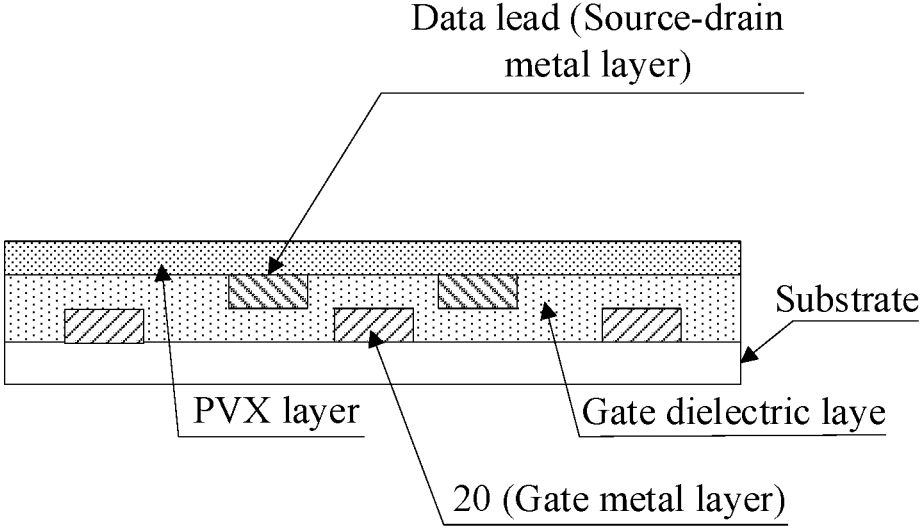 Data lead (Source-drain
metal layer)
Substrate
PVX layer
Gate dielectric laye
20 (Gate metal layer)